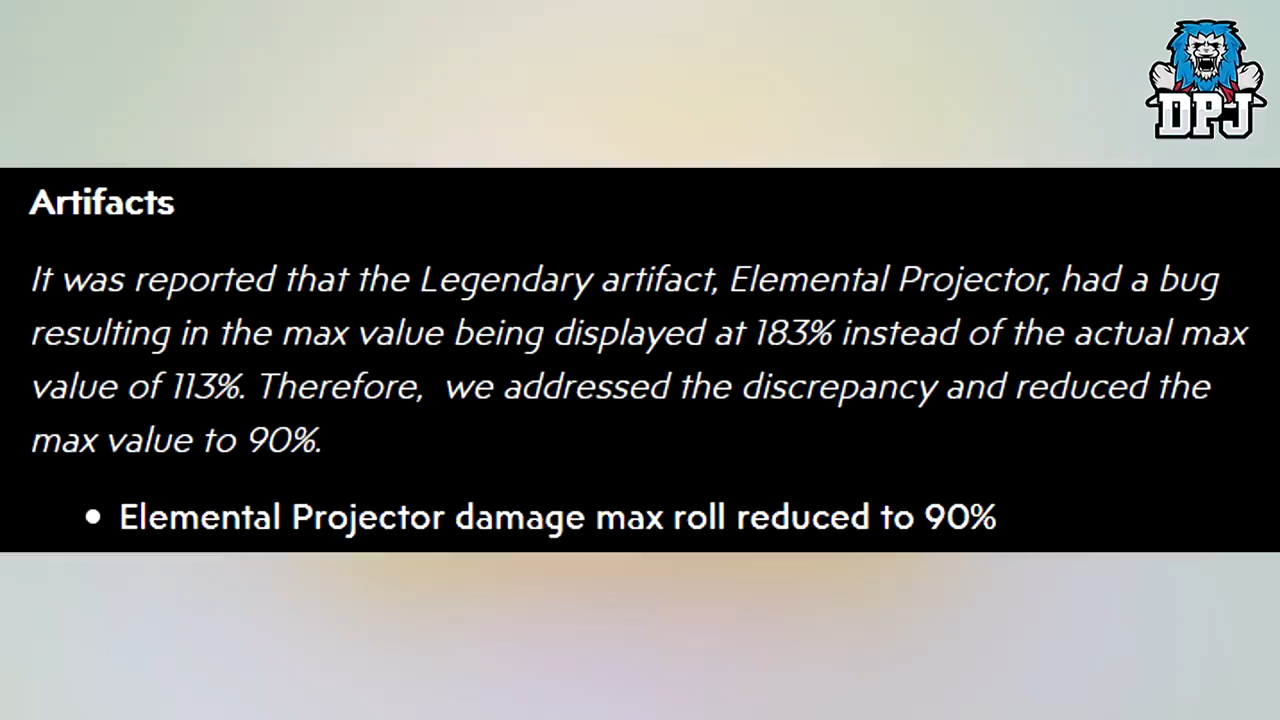 DPJ
Artifacts
It was reported that the Legendary artifact, Elemental Projector, had a bug
resulting in the max value being displayed at 183% instead of the actual max
value of 113%. Therefore,  we addressed the discrepancy and reduced the
max value to 90%.
• Elemental Projector damage max roll reduced to 90%